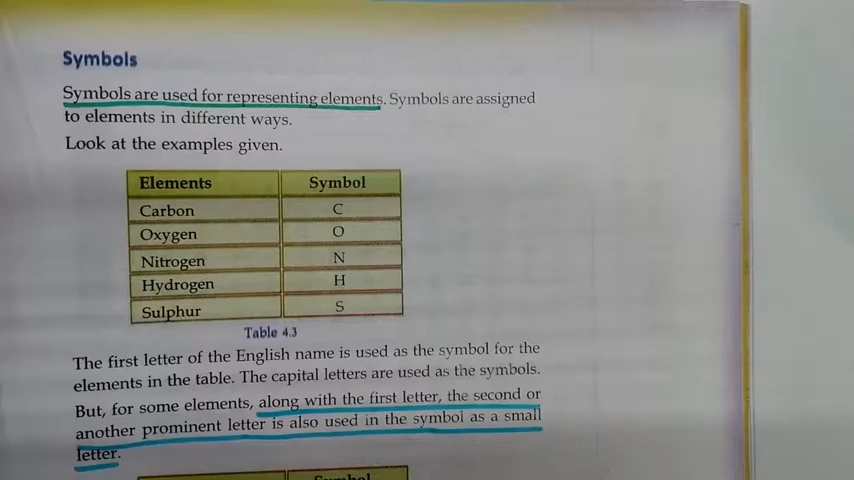 Symbols
Symbols are used for representing elements. Symbols are assigned
to elements in different ways.
Look at the examples given.
Elements Symbol
Carbon C
Oxygen O
Nitrogen N
Hydrogen H
Sulphur S
Table 4.3
The first letter of the English name is used as the symbol for the
elements in the table. The capital letters are used as the symbols.
But, for some elements, along with the first letter, the second or
another prominent letter is also used in the symbol as a small
letter.
Symbol